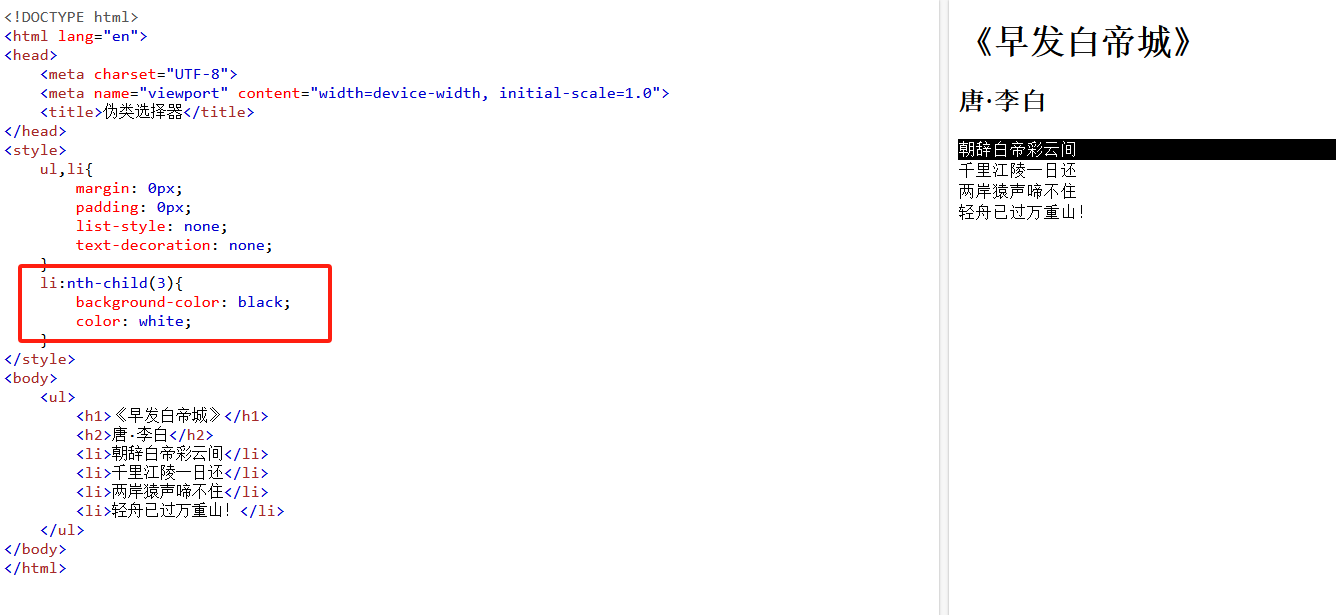 <!DOCTYPE html>
<html lang="en">
<head>
    <meta charset="UTF-8">
    <meta name="viewport" content="width=device-width, initial-scale=1.0">
    <title>伪类选择器</title>
</head>
<style>
    ul,li{
        margin: 0px;
        padding: 0px;
        list-style: none;
        text-decoration: none;
    }
    li:nth-child(3){
        background-color: black;
        color: white;
    }
</style>
<body>
    <ul>
        <h1>《早发白帝城》</h1>
        <h2>唐·李白</h2>
        <li>朝辞白帝彩云间</li>
        <li>千里江陵一日还</li>
        <li>两岸猿声啼不住</li>
        <li>轻舟已过万重山！</li>
    </ul>
</body>
</html>
《早发白帝城》
唐·李白
朝辞白帝彩云间
千里江陵一日还
两岸猿声啼不住
轻舟已过万重山！